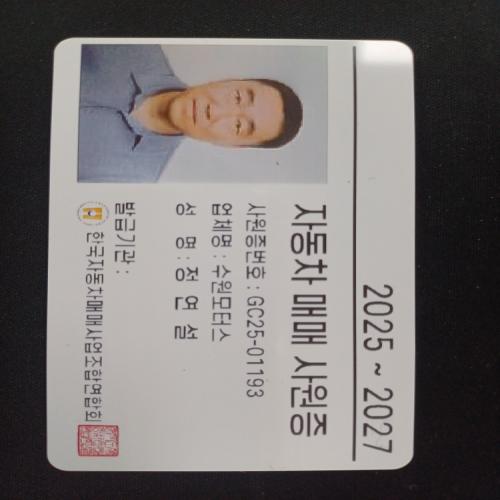 2025 ~ 2027
자동차 매매 사원증
사원증번호 : GC25-01193
업체명 : 수원모터스
성 명 : 정 연 설
발급기관 :
한국자동차매매사업조합연합회